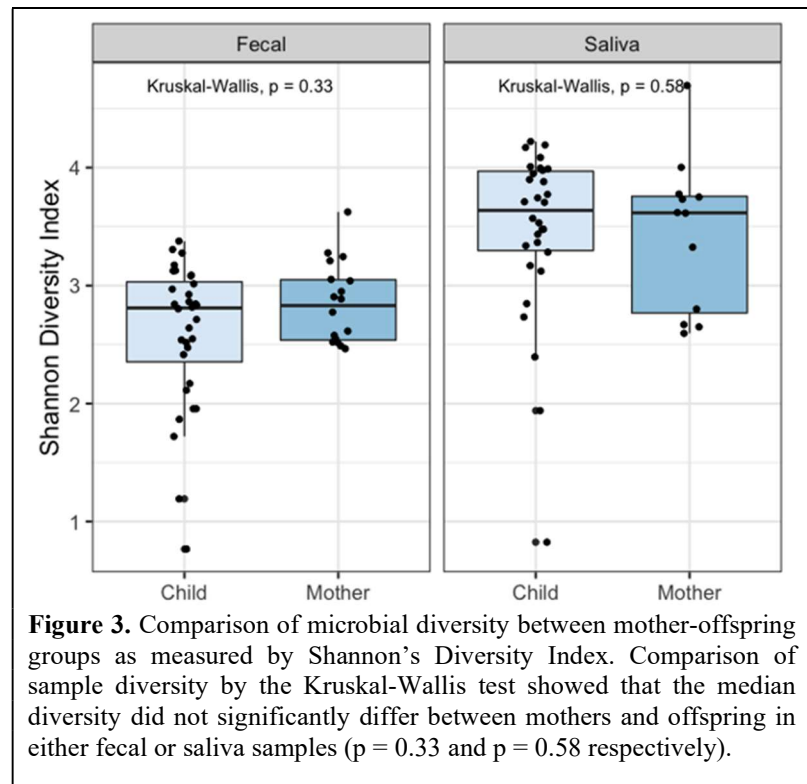 Fecal
Saliva
Kruskal-Wallis, p = 0.33
Kruskal-Wallis, p = 0.58
Shannon Diversity Index
4
3
2
1
Child
Mother
Child
Mother
Figure 3. Comparison of microbial diversity between mother-offspring
groups as measured by Shannon's Diversity Index. Comparison of
sample diversity by the Kruskal-Wallis test showed that the median
diversity did not significantly differ between mothers and offspring in
either fecal or saliva samples (p = 0.33 and p = 0.58 respectively).